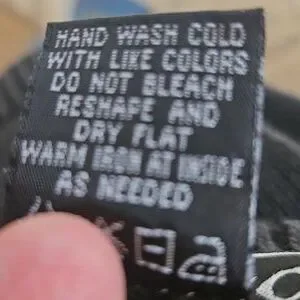 HAND WASH COLD
WITH LIKE COLORS
DO NOT BLEACH
RESHAPE AND
DRY FLAT
WARM IRON AT INSIDE
AS NEEDED